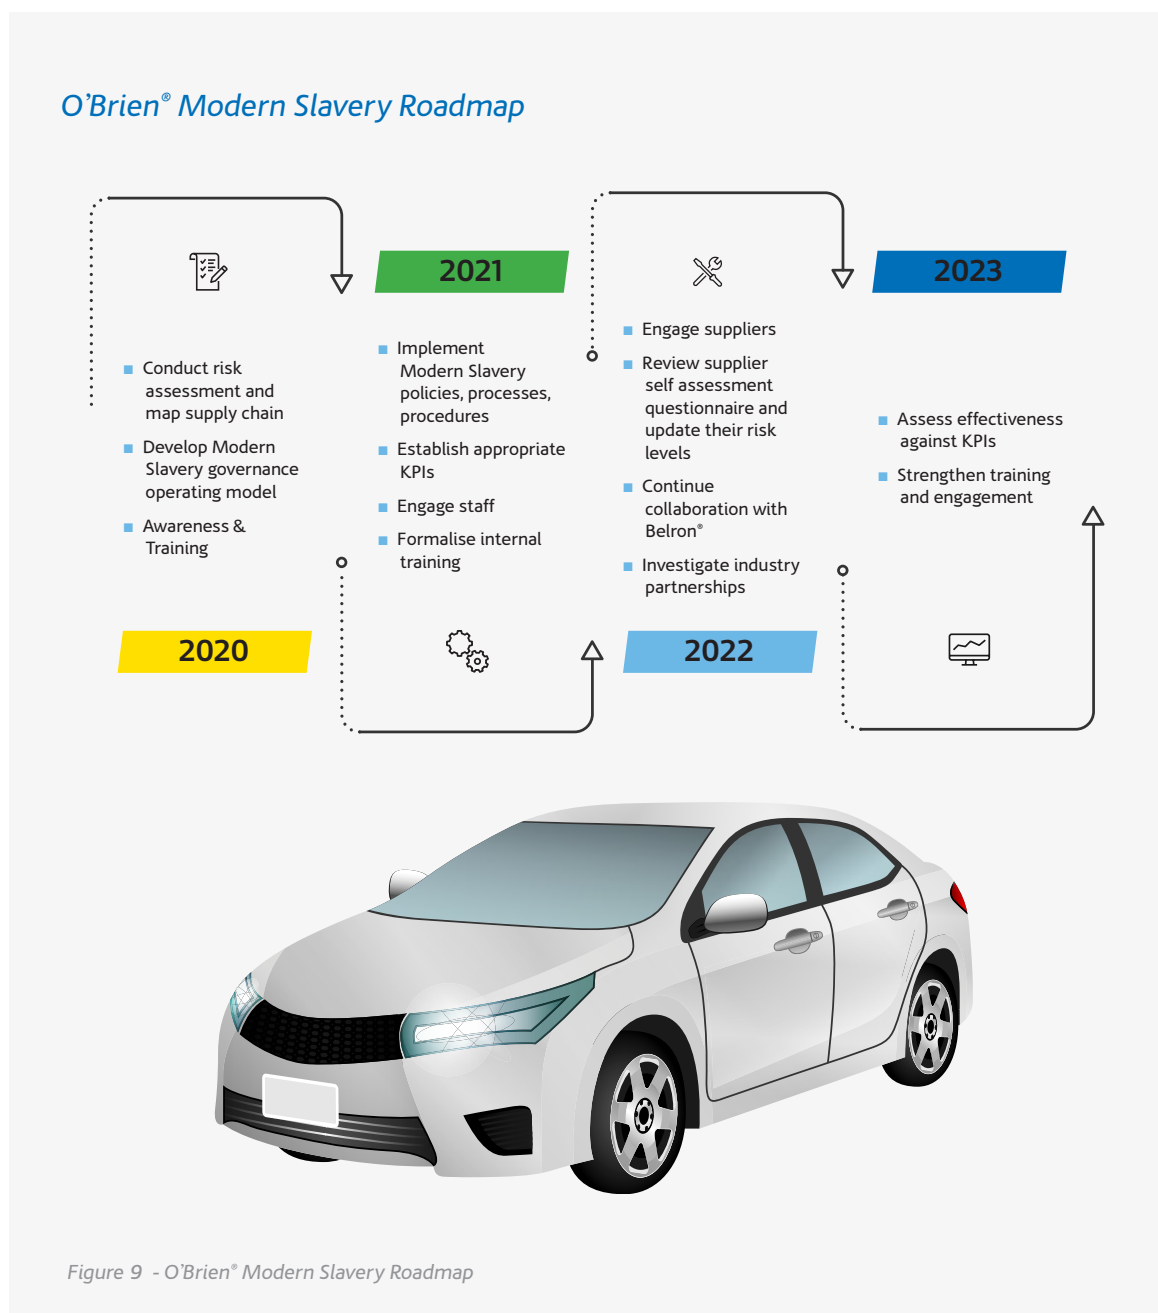 O’Brien® Modern Slavery Roadmap
Conduct risk
assessment and
map supply chain
Develop Modern
Slavery governance
operating model
Awareness &
Training
2020
2021
Implement
Modern Slavery
policies, processes,
procedures
Establish appropriate
KPIs
Engage staff
Formalise internal
training
Engage suppliers
Review supplier
self assessment
questionnaire and
update their risk
levels
Continue
collaboration with
Belron®
Investigate industry
partnerships
2022
2023
Assess effectiveness
against KPIs
Strengthen training
and engagement
Figure 9 - O’Brien® Modern Slavery Roadmap